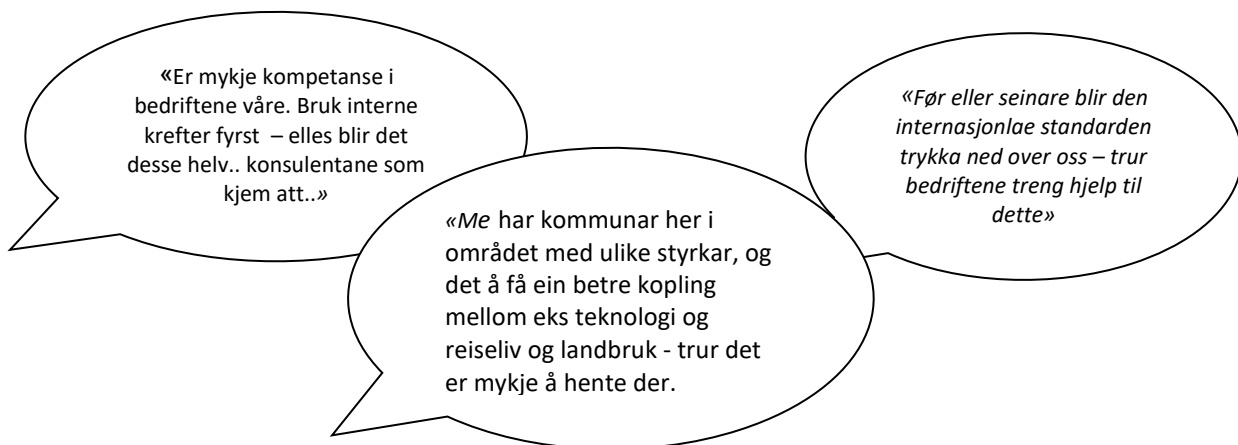 «Er mykje kompetanse i
bedriftene våre. Bruk interne
krefter fyrst – elles blir det
desse helv.. konsulentane som
kjem att..»
«Me har kommunar her i
området med ulike styrkar, og
det å få ein betre kopling
mellom eks teknologi og
reiseliv og landbruk - trur det
er mykje å hente der.
«Før eller seinare blir den
internasjonlae standarden
trykka ned over oss – trur
bedriftene treng hjelp til
dette»